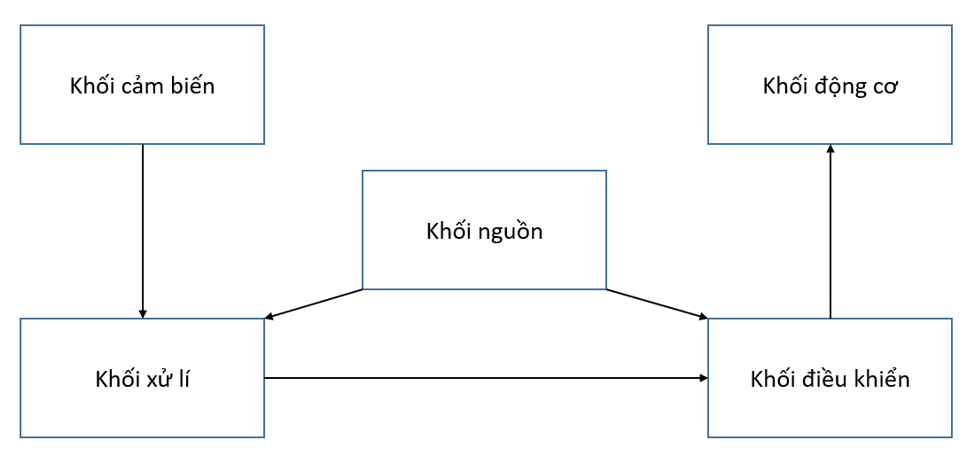 Khối cảm biến
Khối động cơ
Khối nguồn
Khối xử lí
Khối điều khiển